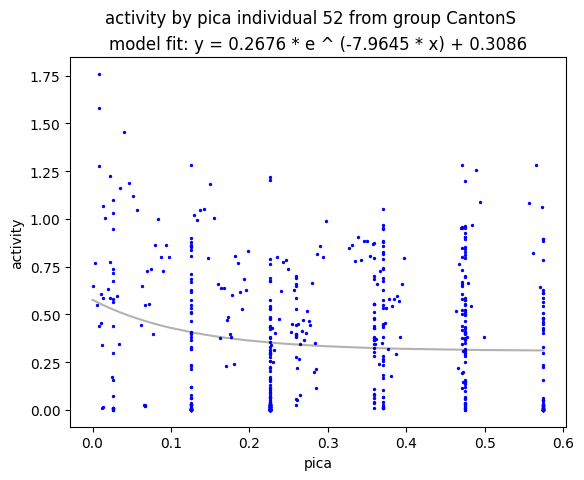 activity by pica individual 52 from group CantonS
model fit: y = 0.2676 * e ^ (-7.9645 * x) + 0.3086
1.75
1.50
1.25
1.00
0.75
0.50
0.25
0.00
activity
0.0 0.1 0.2 0.3 0.4 0.5 0.6
pica